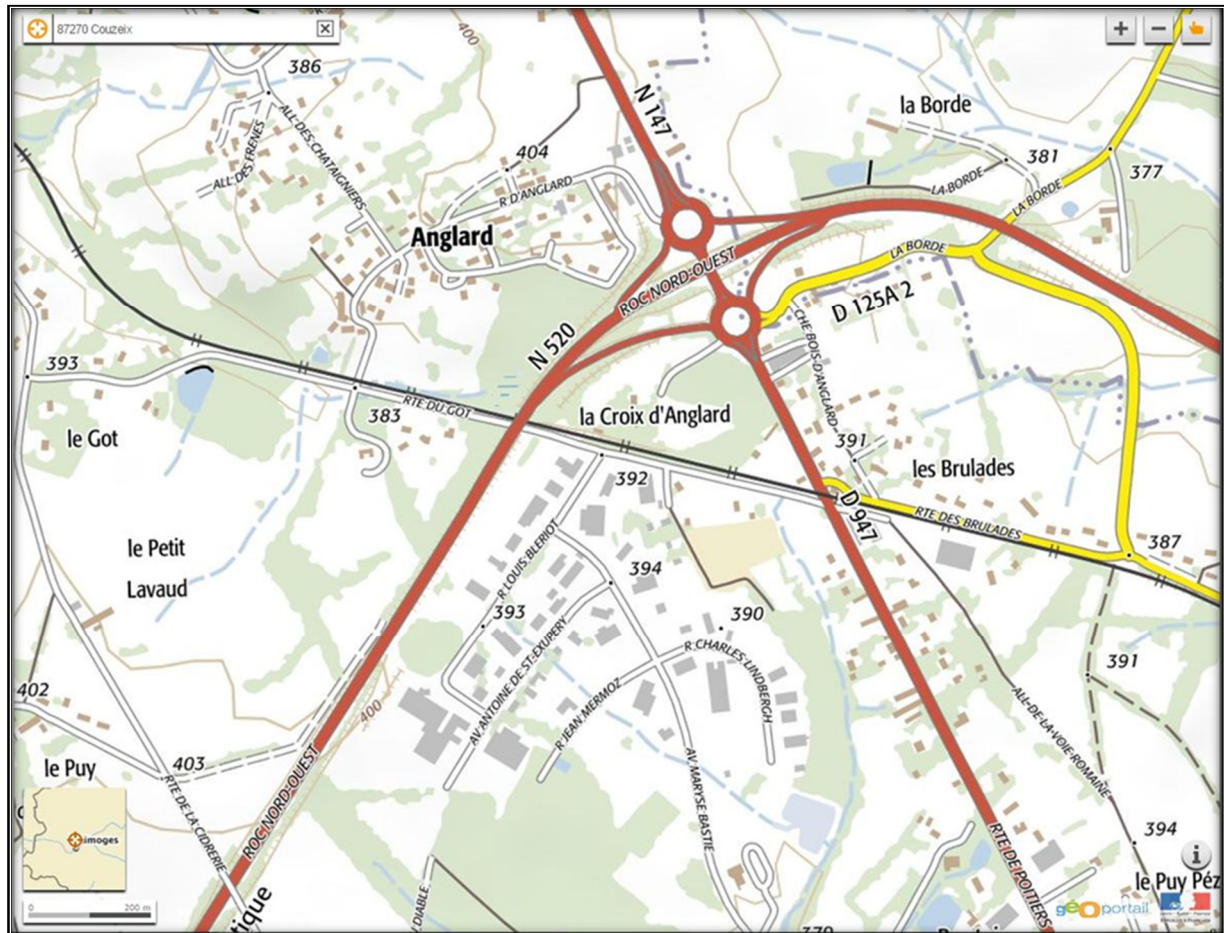 87270 Couzeix
400
386
N 147
la Borde
ALL-DES-CHATAIGNIERS
ALL-DES-FRENES
404
R D'ANGLARD
381
377
LA-BORDE
LA BORDE
Anglard
LA BORDE
ROC NORD-OUEST
D 125A 2
N 520
CHE-BOIS-D'ANGLARD
393
383
RTE DU GOT
la Croix d'Anglard
le Got
391
392
les Brulades
D 947
RTE DES BRULADES
387
le Petit
Lavaud
R LOUIS-BLERIOT
394
393
390
AV ANTOINE DE ST-EXUPERY
R CHARLES-LINDBERGH
R JEAN MERMOZ
391
402
400
ALL-DE-LA-VOIE-ROMAINE
le Puy
403
RTE DE LA CIDRERIE
ROC NORD-OUEST
AV MARYSE BASTIE
imoges
394
RTE DE POITIERS
i
le Puy Péz
0 200 m
tique
U DIABLE
géoportail
379